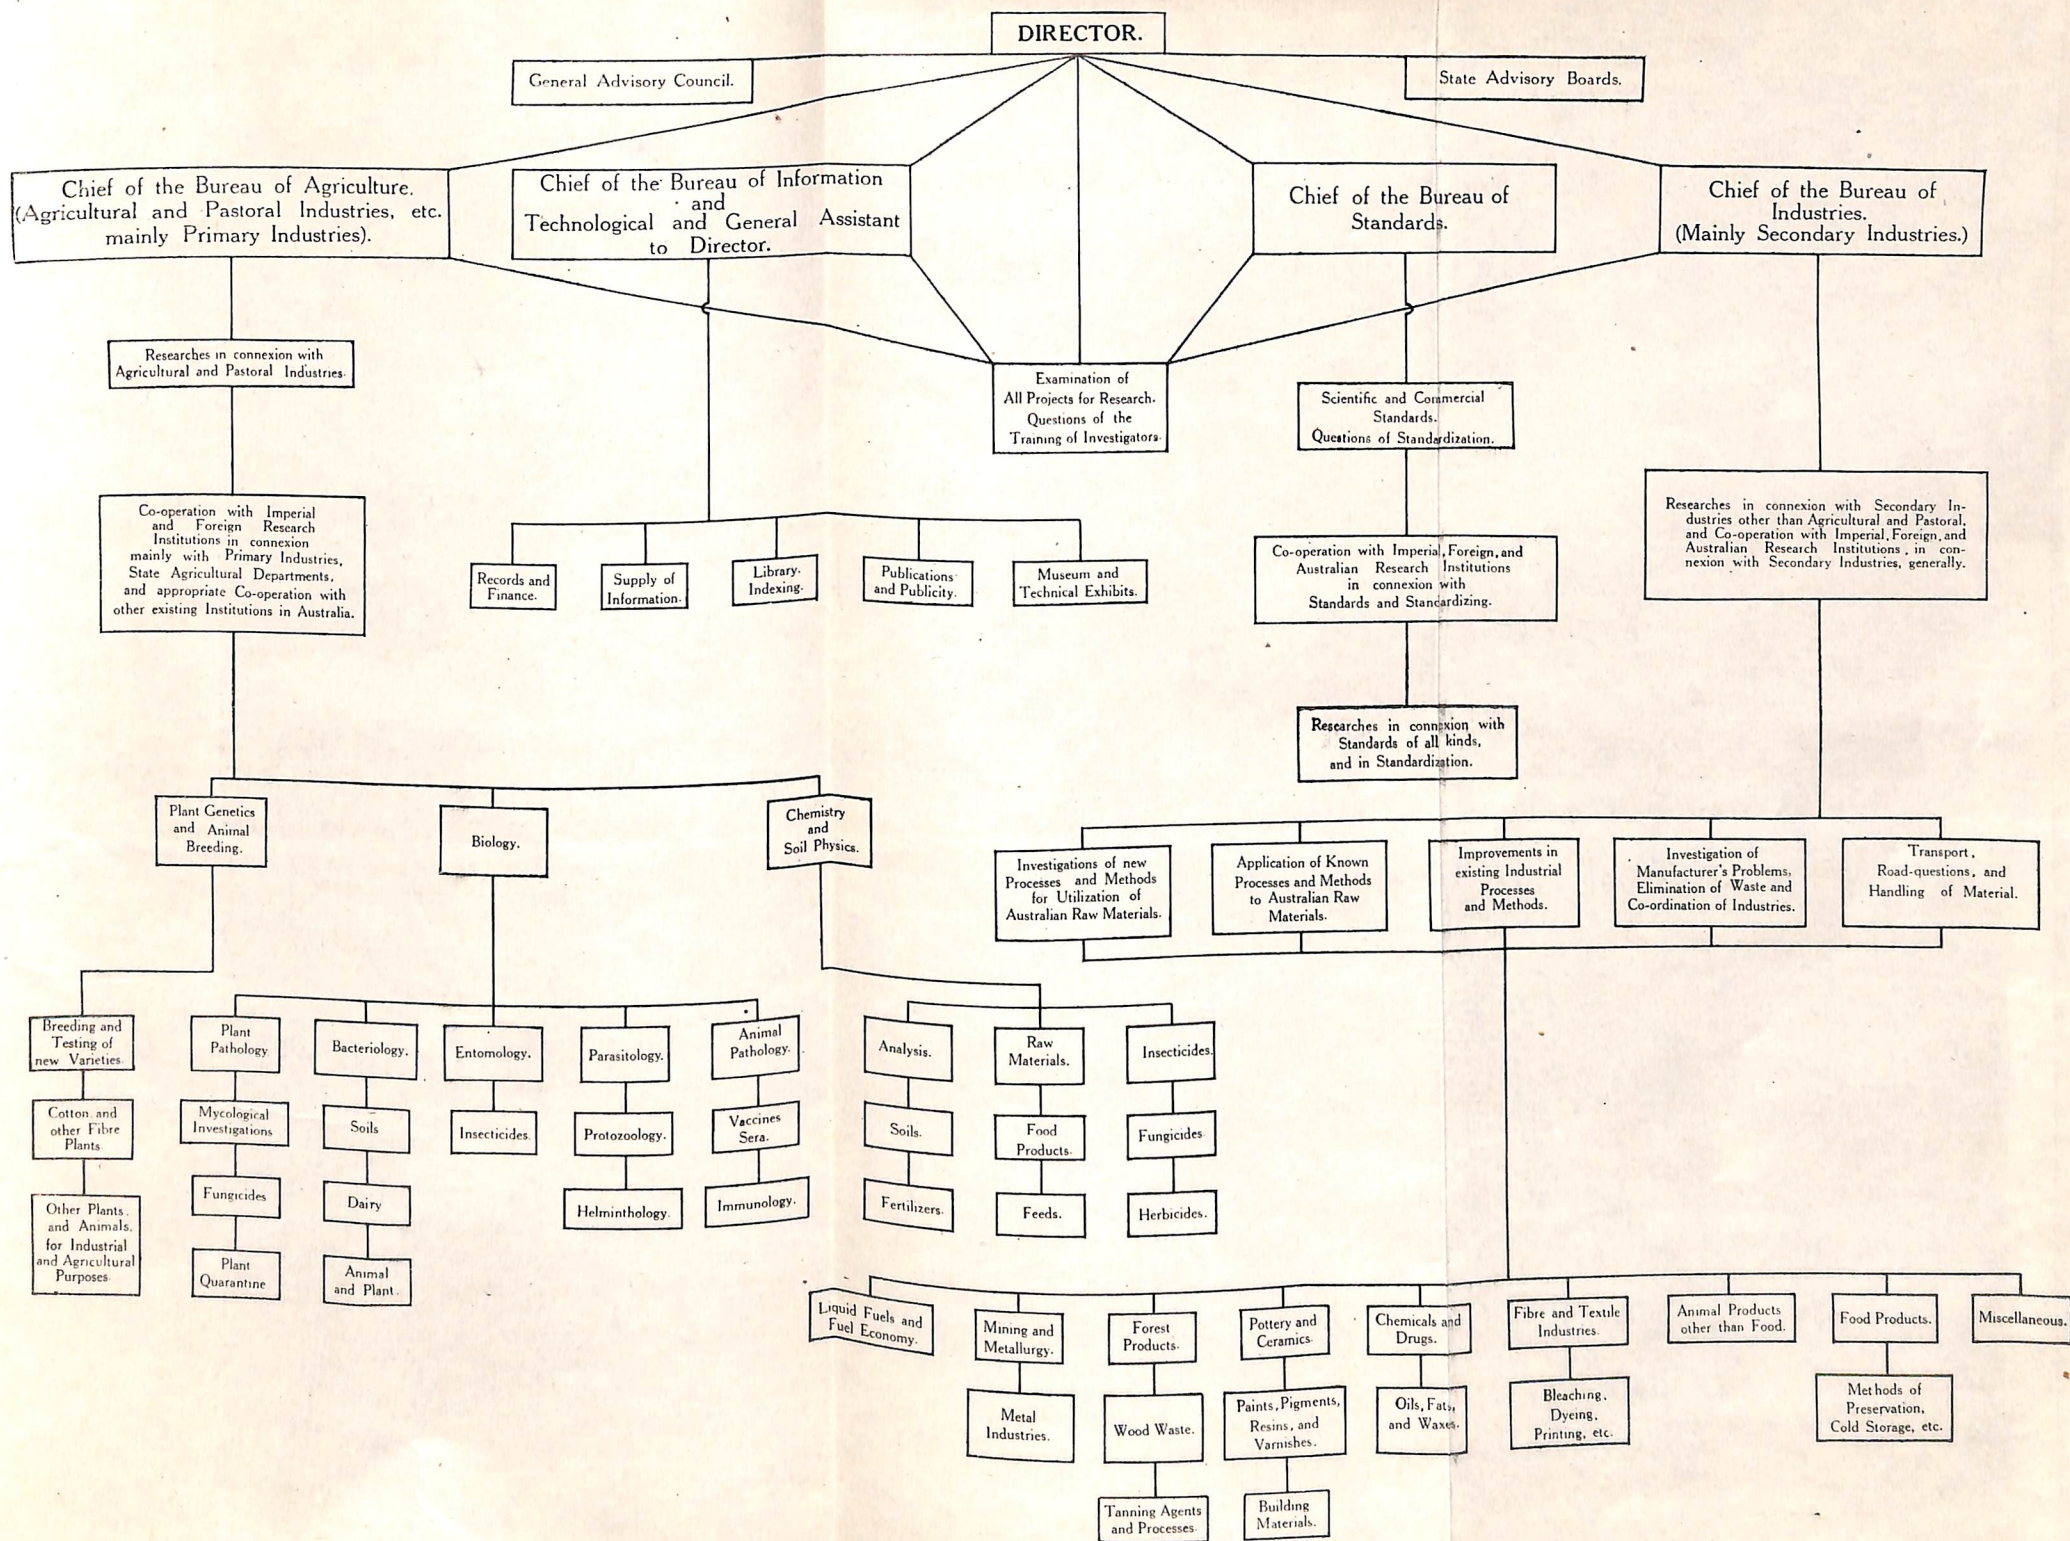 DIRECTOR.
General Advisory Council.
State Advisory Boards.
Chief of the Bureau of Agriculture.
(Agricultural and Pastoral Industries, etc.
mainly Primary Industries).
Chief of the Bureau of Information
and
Technological and General Assistant
to Director.
Chief of the Bureau of
Standards.
Chief of the Bureau of
Industries.
(Mainly Secondary Industries.)
Researches in connexion with
Agricultural and Pastoral Industries.
Examination of
All Projects for Research.
Questions of the
Training of Investigators.
Scientific and Commercial
Standards.
Questions of Standardization.
Co-operation with Imperial
and Foreign Research
Institutions in connexion
mainly with Primary Industries,
State Agricultural Departments,
and appropriate Co-operation with
other existing Institutions in Australia.
Records and
Finance.
Supply of
Information.
Library.
Indexing.
Publications
and Publicity.
Museum and
Technical Exhibits.
Co-operation with Imperial, Foreign, and
Australian Research Institutions
in connexion with
Standards and Standardizing.
Researches in connexion with Secondary In-
dustries other than Agricultural and Pastoral,
and Co-operation with Imperial, Foreign, and
Australian Research Institutions, in con-
nexion with Secondary Industries, generally.
Researches in connexion with
Standards of all kinds,
and in Standardization.
Plant Genetics
and Animal
Breeding.
Biology.
Chemistry
and
Soil Physics.
Investigations of new
Processes and Methods
for Utilization of
Australian Raw Materials.
Application of Known
Processes and Methods
to Australian Raw
Materials.
Improvements in
existing Industrial
Processes
and Methods.
Investigation of
Manufacturer's Problems,
Elimination of Waste and
Co-ordination of Industries.
Transport,
Road-questions, and
Handling of Material.
Breeding and
Testing of
new Varieties.
Plant
Pathology
Bacteriology.
Entomology.
Parasitology.
Animal
Pathology.
Analysis.
Raw
Materials.
Insecticides.
Cotton and
other Fibre
Plants.
Mycological
Investigations
Soils
Insecticides.
Protozoology.
Vaccines
Sera.
Soils.
Food
Products.
Fungicides
Other Plants.
and Animals,
for Industrial
and Agricultural
Purposes
Fungicides
Dairy
Helminthology.
Immunology.
Fertilizers.
Feeds.
Herbicides.
Plant
Quarantine
Animal
and Plant.
Liquid Fuels and
Fuel Economy.
Mining and
Metallurgy.
Forest
Products.
Pottery and
Ceramics.
Chemicals and
Drugs.
Fibre and Textile
Industries.
Animal Products
other than Food.
Food Products.
Miscellaneous.
Metal
Industries.
Wood Waste.
Paints, Pigments,
Resins, and
Varnishes.
Oils, Fats,
and Waxes.
Bleaching,
Dyeing,
Printing, etc.
Methods of
Preservation,
Cold Storage, etc.
Tanning Agents
and Processes.
Building
Materials.